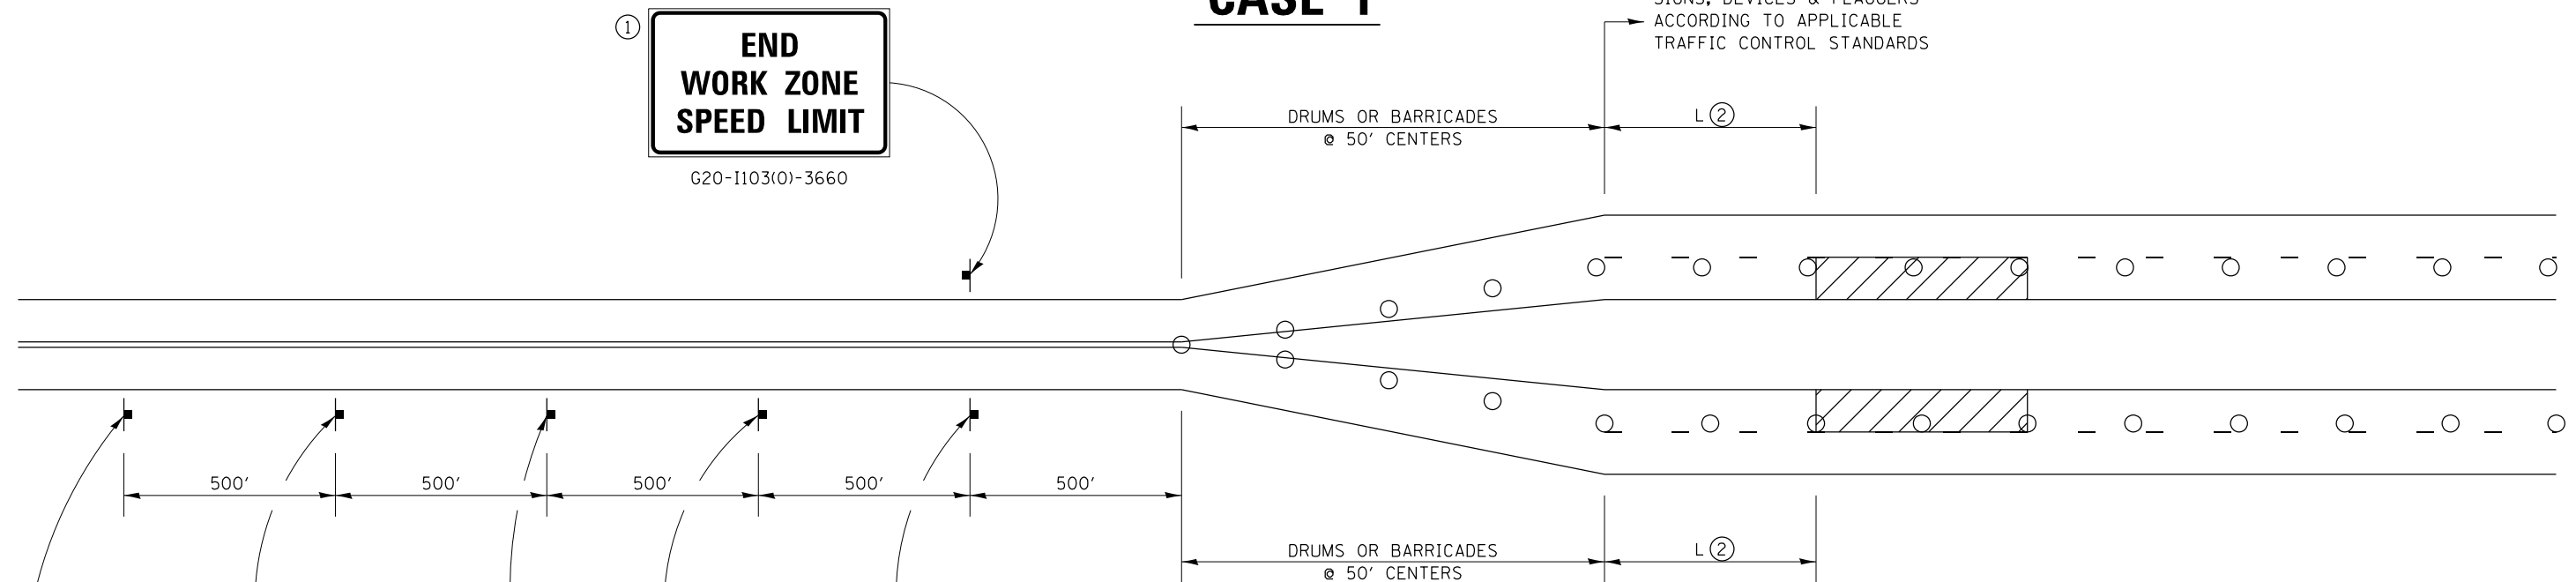 CASE 1
SIGNS, DEVICES & FLAGGERS
ACCORDING TO APPLICABLE
TRAFFIC CONTROL STANDARDS
1
END
WORK ZONE
SPEED LIMIT
G20-I103(0)-3660
DRUMS OR BARRICADES
@ 50' CENTERS
L 2
500' 500' 500' 500' 500'
DRUMS OR BARRICADES
@ 50' CENTERS
L 2